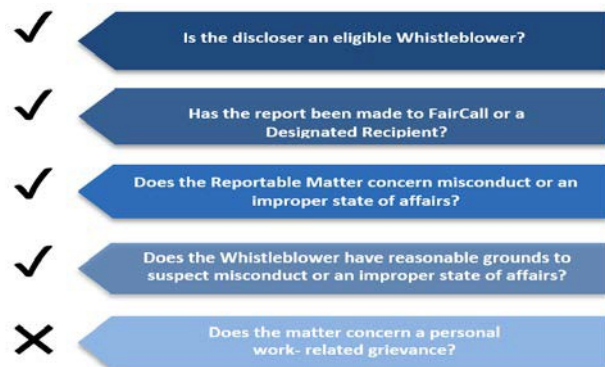 Is the discloser an eligible Whistleblower?
Has the report been made to FairCall or a
Designated Recipient?
Does the Reportable Matter concern misconduct or an
improper state of affairs?
Does the Whistleblower have reasonable grounds to
suspect misconduct or an improper state of affairs?
Does the matter concern a personal
work- related grievance?